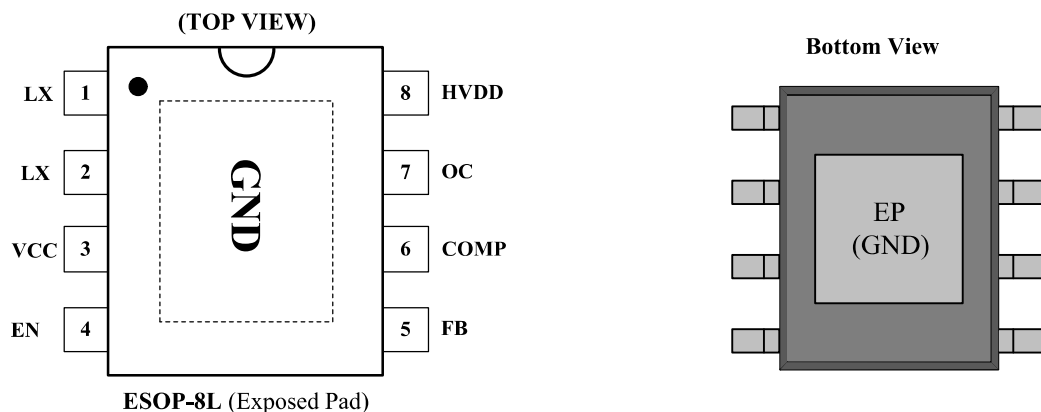 (TOP VIEW)
Bottom View
LX 1
8 HVDD
LX 2
7 OC
VCC 3
6 COMP
EN 4
5 FB
GND
EP
(GND)
ESOP-8L (Exposed Pad)